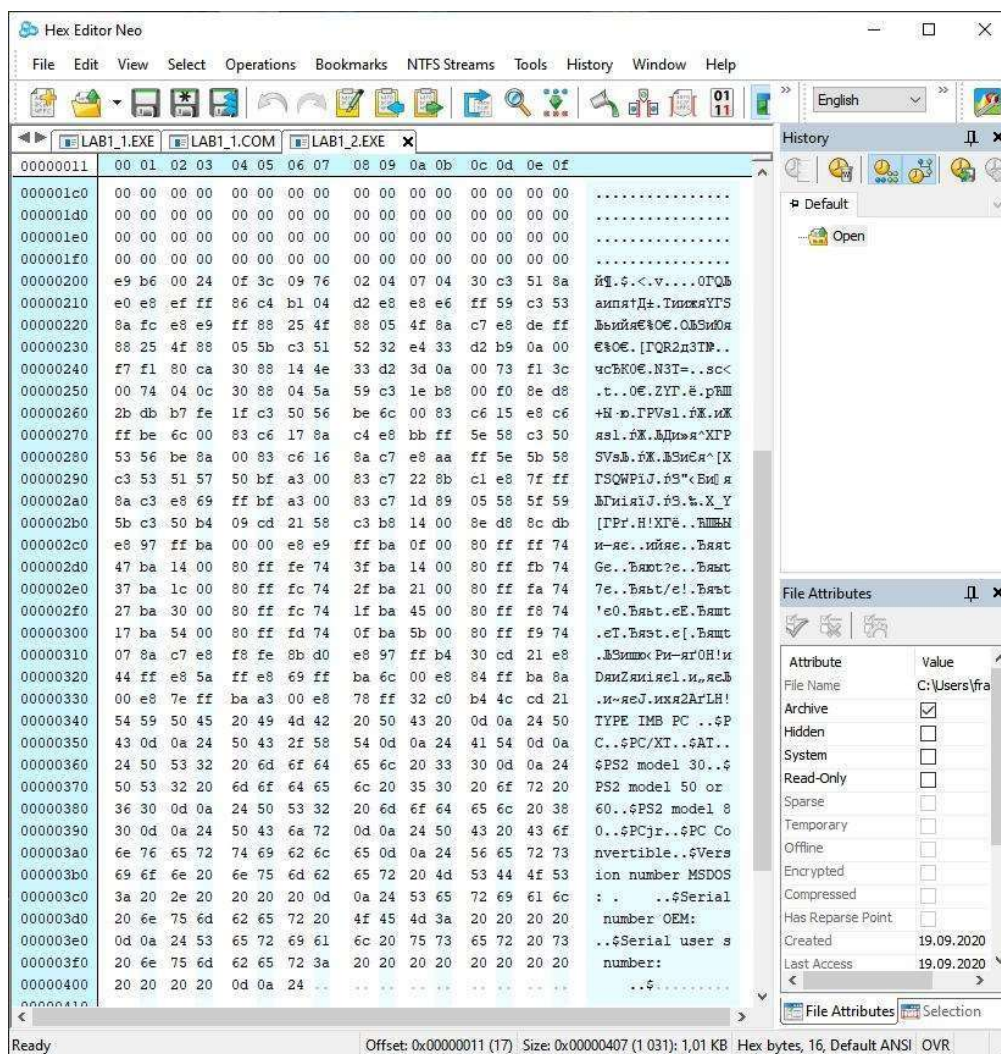 Hex Editor Neo
File Edit View Select Operations Bookmarks NTFS Streams Tools History Window Help
English
LAB1_1.EXE LAB1_1.COM LAB1_2.EXE
00000011 00 01 02 03 04 05 06 07 08 09 0a 0b 0c 0d 0e 0f
000001c0 00 00 00 00 00 00 00 00 00 00 00 00 00 00 00 00 ................
000001d0 00 00 00 00 00 00 00 00 00 00 00 00 00 00 00 00 ................
000001e0 00 00 00 00 00 00 00 00 00 00 00 00 00 00 00 00 ................
000001f0 00 00 00 00 00 00 00 00 00 00 00 00 00 00 00 00 ................
00000200 e9 b6 00 24 0f 3c 09 76 02 04 07 04 30 c3 51 8a
00000210 e0 e8 ef ff 86 c4 b1 04 d2 e8 e8 e6 ff 59 c3 53
00000220 8a fc e8 e9 ff 88 25 4f 88 05 4f 8a c7 e8 de ff
00000230 88 25 4f 88 05 5b c3 51 52 32 e4 33 d2 b9 0a 00
00000240 f7 f1 80 ca 30 88 14 4e 33 d2 3d 0a 00 73 f1 3c
00000250 00 74 04 0c 30 88 04 5a 59 c3 1e b8 00 f0 8e d8
00000260 2b db b7 fe 1f c3 50 56 be 6c 00 83 c6 15 e8 c6
00000270 ff be 6c 00 83 c6 17 8a c4 e8 bb ff 5e 58 c3 50
00000280 53 56 be 8a 00 83 c6 16 8a c7 e8 aa ff 5e 5b 58
00000290 c3 53 51 57 50 bf a3 00 83 c7 22 8b c1 e8 7f ff
000002a0 8a c3 e8 69 ff bf a3 00 83 c7 1d 89 05 58 5f 59
000002b0 5b c3 50 b4 09 cd 21 58 c3 b8 14 00 8e d8 8c db
000002c0 e8 97 ff ba 00 00 e8 e9 ff ba 0f 00 80 ff ff 74
000002d0 47 ba 14 00 80 ff fe 74 3f ba 14 00 80 ff fb 74
000002e0 37 ba 1c 00 80 ff fc 74 2f ba 21 00 80 ff fa 74
000002f0 27 ba 30 00 80 ff fc 74 1f ba 45 00 80 ff f8 74
00000300 17 ba 54 00 80 ff fd 74 0f ba 5b 00 80 ff f9 74
00000310 07 8a c7 e8 f8 fe 8b d0 e8 97 ff b4 30 cd 21 e8
00000320 44 ff e8 5a ff e8 69 ff ba 6c 00 e8 84 ff ba 8a
00000330 00 e8 7e ff ba a3 00 e8 78 ff 32 c0 b4 4c cd 21
00000340 54 59 50 45 20 49 4d 42 20 50 43 20 0d 0a 24 50 TYPE IMB PC ..$P
00000350 43 0d 0a 24 50 43 2f 58 54 0d 0a 24 41 54 0d 0a C..$PC/XT..$AT..
00000360 24 50 53 32 20 6d 6f 64 65 6c 20 33 30 0d 0a 24 $PS2 model 30..$
00000370 50 53 32 20 6d 6f 64 65 6c 20 35 30 20 6f 72 20 PS2 model 50 or
00000380 36 30 0d 0a 24 50 53 32 20 6d 6f 64 65 6c 20 38 60..$PS2 model 8
00000390 30 0d 0a 24 50 43 6a 72 0d 0a 24 50 43 20 43 6f 0..$PCjr..$PC Co
000003a0 6e 76 65 72 74 69 62 6c 65 0d 0a 24 56 65 72 73 nvertible..$Vers
000003b0 69 6f 6e 20 6e 75 6d 62 65 72 20 4d 53 44 4f 53 ion number MSDOS
000003c0 3a 20 2e 20 20 20 20 0d 0a 24 53 65 72 69 61 6c : . ..$Serial
000003d0 20 6e 75 6d 62 65 72 20 4f 45 4d 3a 20 20 20 20 number OEM:
000003e0 0d 0a 24 53 65 72 69 61 6c 20 75 73 65 72 20 73 ..$Serial user s
000003f0 20 6e 75 6d 62 65 72 3a 20 20 20 20 20 20 20 20 number:
00000400 20 20 20 20 0d 0a 24 .. .. .. .. .. .. .. .. .. ..$.........
History
Default
Open
File Attributes
Attribute Value
File Name C:\Users\fra
Archive
Hidden
System
Read-Only
Sparse
Temporary
Offline
Encrypted
Compressed
Has Reparse Point
Created 19.09.2020
Last Access 19.09.2020
File Attributes Selection
Ready Offset: 0x00000011 (17) Size: 0x00000407 (1 031): 1,01 KB Hex bytes, 16, Default ANSI OVR